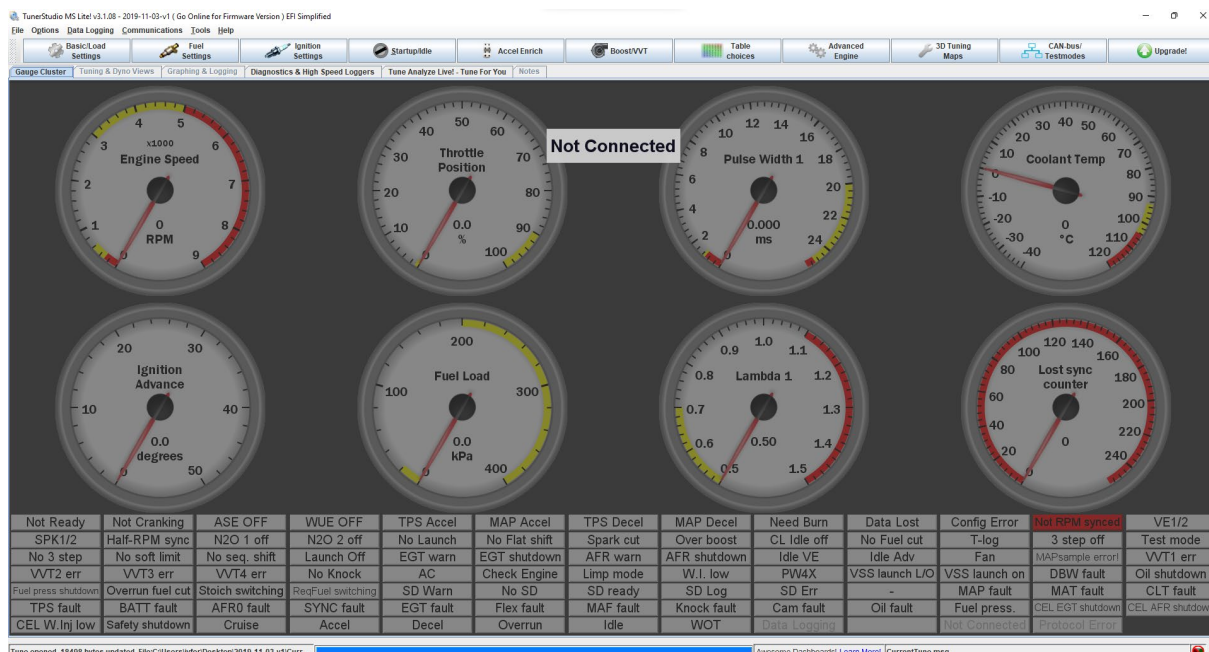 TunerStudio MS Lite! v3.1.08 - 2019-11-03-v1 ( Go Online for Firmware Version ) EFI Simplified
File Options Data Logging Communications Tools Help
Basic/Load Settings
Fuel Settings
Ignition Settings
Startup/Idle
Accel Enrich
Boost/VVT
Table choices
Advanced Engine
3D Tuning Maps
CAN-bus/ Testmodes
Upgrade!
Gauge Cluster Tuning & Dyno Views Graphing & Logging Diagnostics & High Speed Loggers Tune Analyze Live! - Tune For You Notes
Not Connected
Engine Speed
x1000
0 1 2 3 4 5 6 7 8 9
0
RPM
Throttle
Position
0 10 20 30 40 50 60 70 80 90 100
0.0
%
Pulse Width 1
0 2 4 6 8 10 12 14 16 18 20 22 24
0.000
ms
Coolant Temp
-40 -30 -20 -10 0 10 20 30 40 50 60 70 80 90 100 110 120
0
°C
Ignition
Advance
0 10 20 30 40 50
0.0
degrees
Fuel Load
0 100 200 300 400
0.0
kPa
Lambda 1
0.5 0.6 0.7 0.8 0.9 1.0 1.1 1.2 1.3 1.4 1.5
0.50
Lost sync
counter
0 20 40 60 80 100 120 140 160 180 200 220 240
0
Not Ready Not Cranking ASE OFF WUE OFF TPS Accel MAP Accel TPS Decel MAP Decel Need Burn Data Lost Config Error Not RPM synced VE1/2
SPK1/2 Half-RPM sync N2O 1 off N2O 2 off No Launch No Flat shift Spark cut Over boost CL Idle off No Fuel cut T-log 3 step off Test mode
No 3 step No soft limit No seq. shift Launch Off EGT warn EGT shutdown AFR warn AFR shutdown Idle VE Idle Adv Fan MAPsample error! VVT1 err
VVT2 err VVT3 err VVT4 err No Knock AC Check Engine Limp mode W.I. low PW4X VSS launch L/O VSS launch on DBW fault Oil shutdown
Fuel press shutdown Overrun fuel cut Stoich switching ReqFuel switching SD Warn No SD SD ready SD Log SD Err - MAP fault MAT fault CLT fault
TPS fault BATT fault AFR0 fault SYNC fault EGT fault Flex fault MAF fault Knock fault Cam fault Oil fault Fuel press. CEL EGT shutdown CEL AFR shutdow
CEL W.Inj low Safety shutdown Cruise Accel Decel Overrun Idle WOT Data Logging Not Connected Protocol Error
Awesome Dashboards! Learn More! CurrentTune.msq